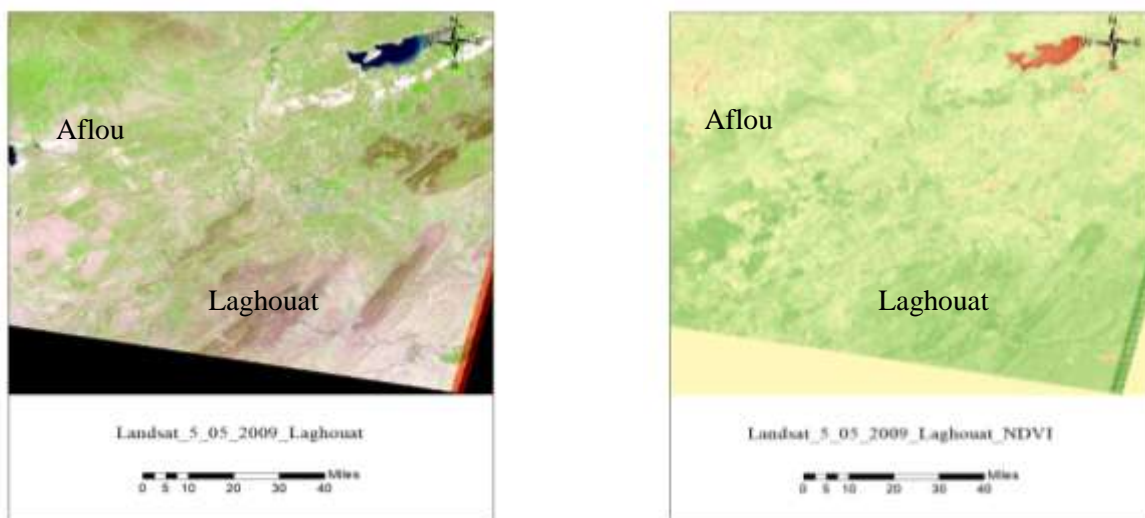 N
W E
S
Aflou
Laghouat
Landsat_5_05_2009_Laghouat
Miles
0 5 10 20 30 40
N
W E
S
Aflou
Laghouat
Landsat_5_05_2009_Laghouat_NDVI
Miles
0 5 10 20 30 40